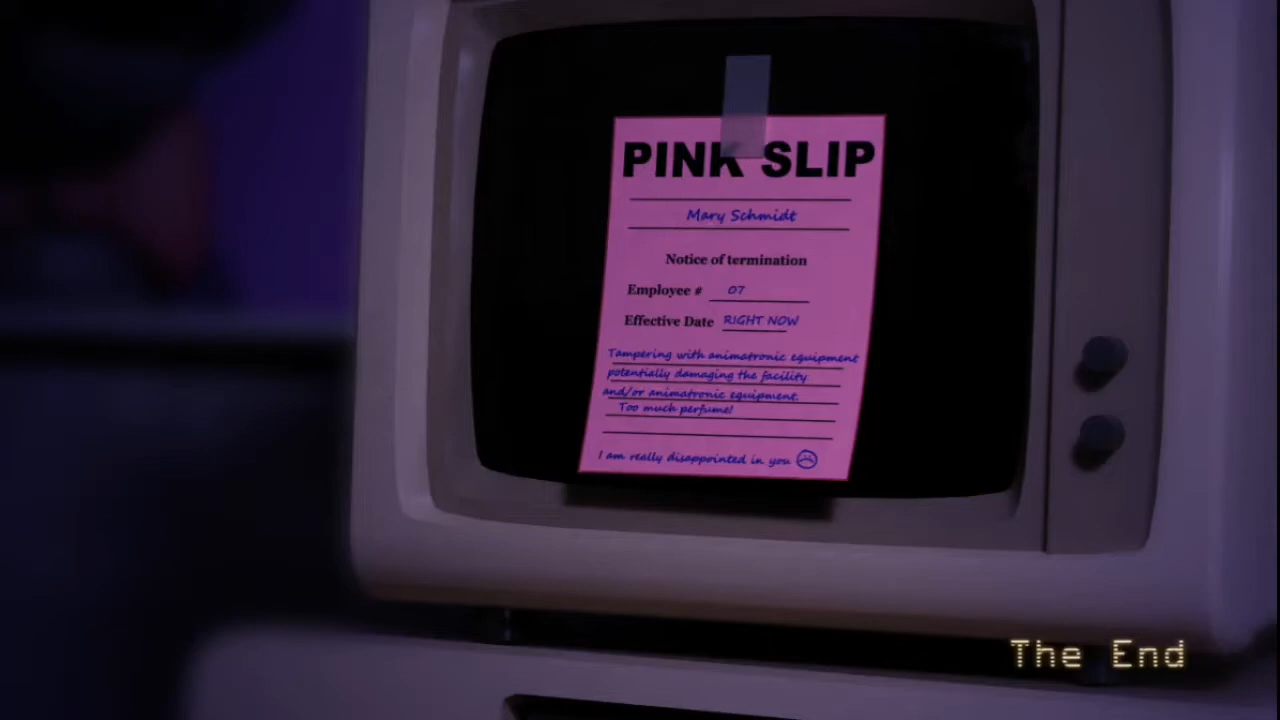 PINK SLIP
Mary Schmidt
Notice of termination
Employee # 07
Effective Date RIGHT NOW
Tampering with animatronic equipment
potentially damaging the facility
and/or animatronic equipment.
Too much perfume!
I am really disappointed in you
The End